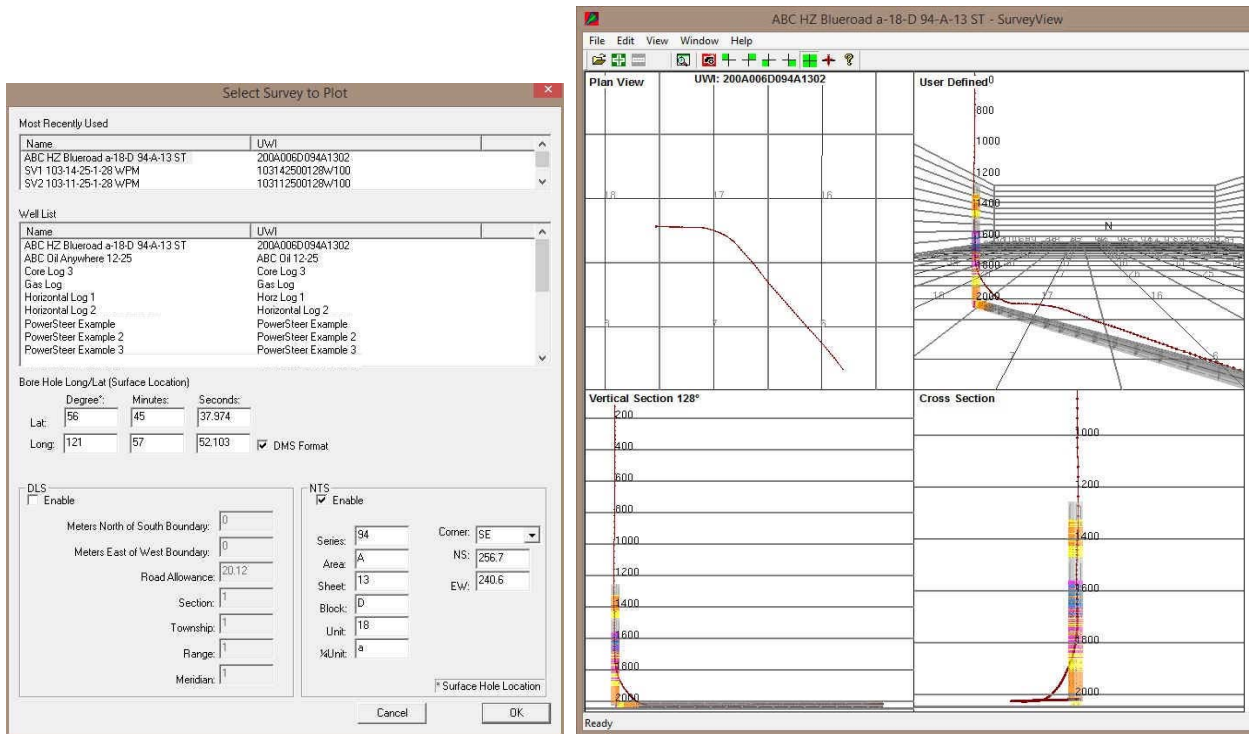 Select Survey to Plot
Most Recently Used
Name UWI
ABC HZ Blueroad a-18-D 94-A-13 ST 200A006D094A1302
SV1 103-14-25-1-28 WPM 103142500128W100
SV2 103-11-25-1-28 WPM 103112500128W100
Well List
Name UWI
ABC HZ Blueroad a-18-D 94-A-13 ST 200A006D094A1302
ABC Oil Anywhere 12-25 ABC Oil 12-25
Core Log 3 Core Log 3
Gas Log Gas Log
Horizontal Log 1 Horz Log 1
Horizontal Log 2 Horizontal Log 2
PowerSteer Example PowerSteer Example
PowerSteer Example 2 PowerSteer Example 2
PowerSteer Example 3 PowerSteer Example 3
Bore Hole Long/Lat (Surface Location)
Degree*: Minutes: Seconds:
Lat: 56 45 37.974
Long: 121 57 52.103 DMS Format
DLS
Enable
Meters North of South Boundary: 0
Meters East of West Boundary: 0
Road Allowance: 20.12
Section: 1
Township: 1
Range: 1
Meridian: 1
NTS
Enable
Series: 94
Area: A
Sheet: 13
Block: D
Unit: 18
¼Unit: a
Corner: SE
NS: 256.7
EW: 240.6
* Surface Hole Location
Cancel OK
ABC HZ Blueroad a-18-D 94-A-13 ST - SurveyView
File Edit View Window Help
Plan View UWI: 200A006D094A1302
18 17 16
8 7 6
User Defined 0
800
1000
1200
1400
1600
1800
2000
N
18 17 16
7 6
Vertical Section 128°
200
400
600
800
1000
1200
1400
1600
1800
2000
Cross Section
1000
1200
1400
1600
1800
2000
Ready